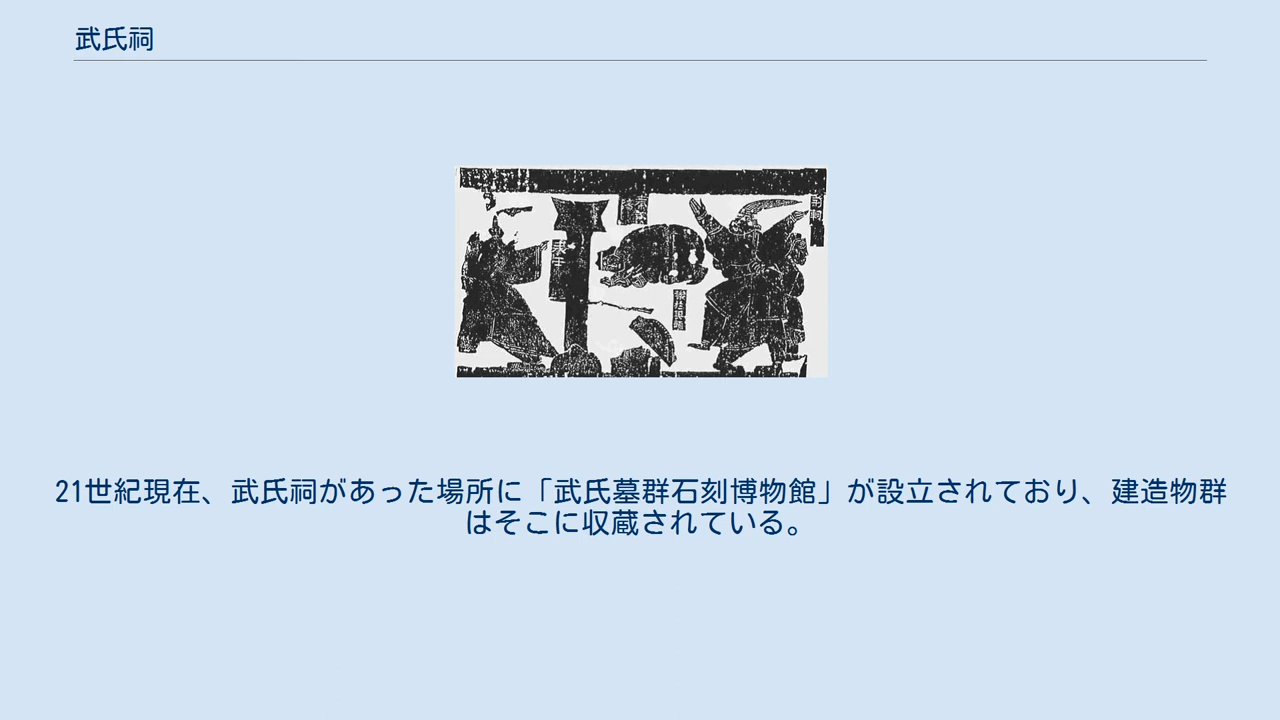 武氏祠
21世紀現在、武氏祠があった場所に「武氏墓群石刻博物館」が設立されており、建造物群
はそこに収蔵されている。